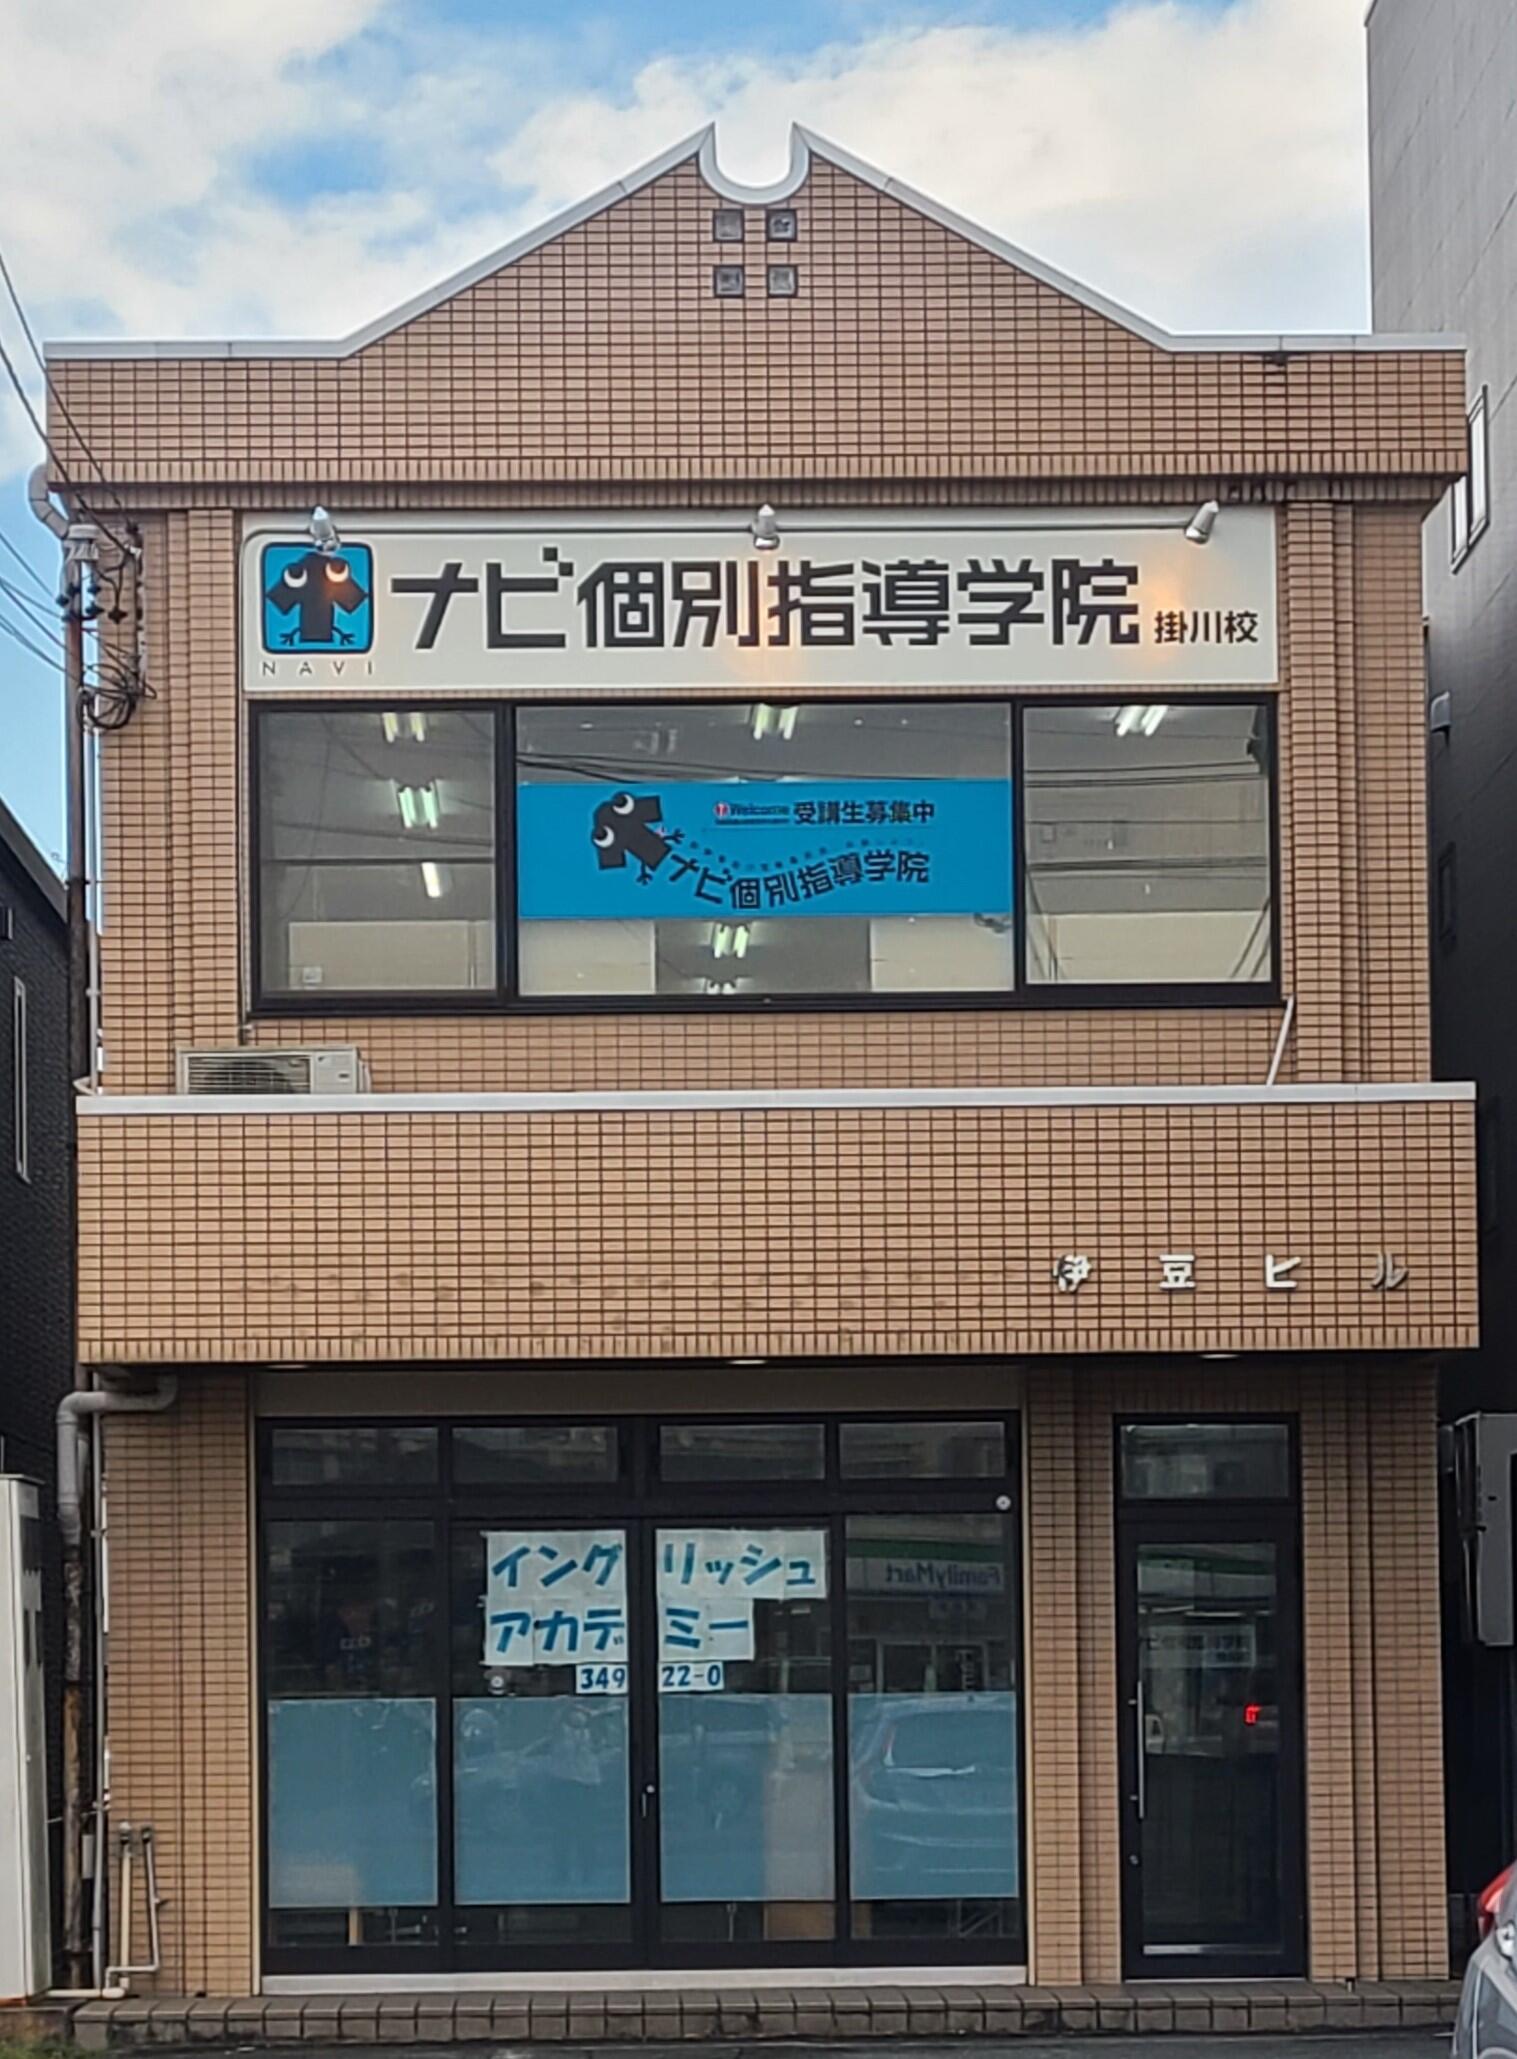 ナビ個別指導学院 掛川校
NAVI
Welcome 受講生募集中
ナビ個別指導学院
伊豆ビル
イングリッシュ
アカデミー
349 22-0
FamilyMart